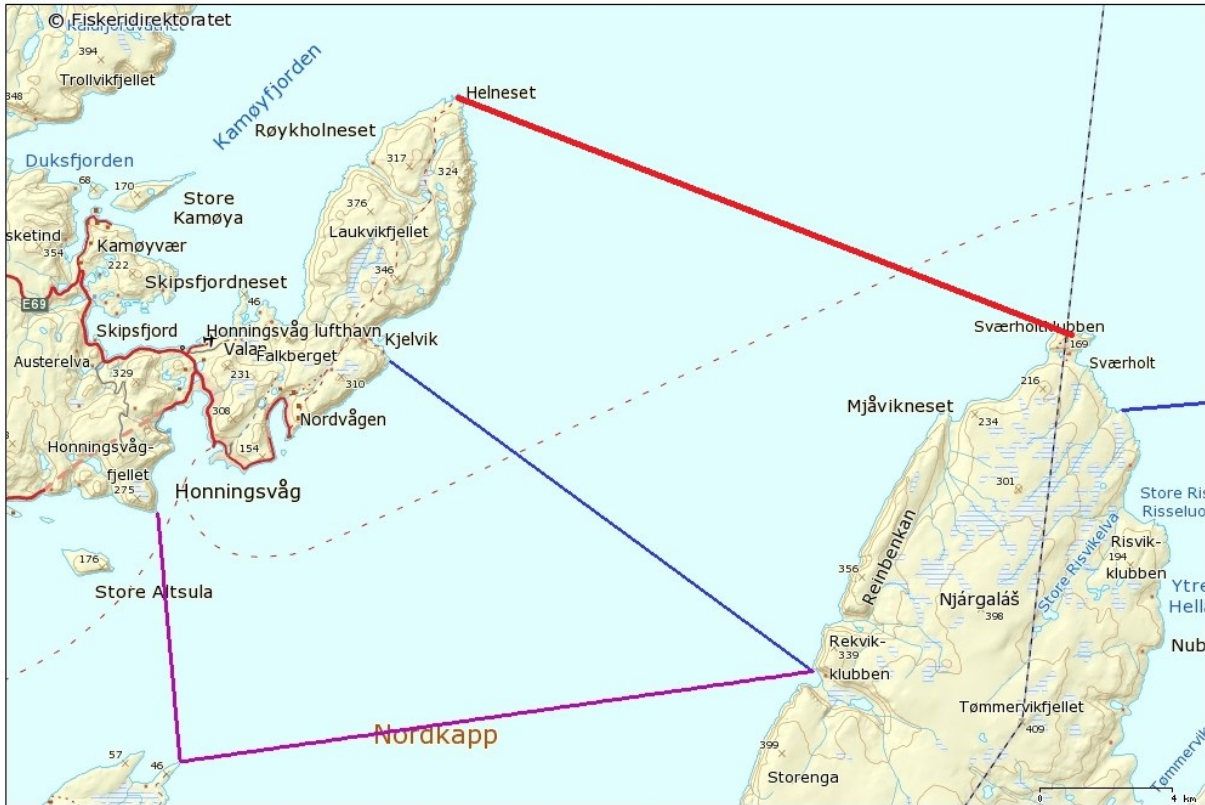 © Fiskeridirektoratet
394
Trollvikfjellet
348
Kamøyfjorden
Helneset
Røykholneset
Duksfjorden
68
170
317
324
Store
Kamøya
376
sketind
354
Kamøyvær
Laukvikfjellet
222
346
Skipsfjordneset
E69
46
Skipsfjord
Honningsvåg lufthavn
Kjelvik
Sværholtklubben
169
Valan
Falkberget
Austerelva
329
231
310
Sværholt
216
308
Nordvågen
Mjåvikneset
234
154
Honningsvåg-
fjellet
275
Honningsvåg
301
Store Ris
Risseluo
Reinbenkan
Store Risvikelva
Risvik-
194
klubben
176
356
Store Altsula
Njárgaláš
398
Ytre
Hella
Rekvik-
339
klubben
Nub
Nordkapp
Tømmervikfjellet
409
57
46
399
Storenga
Tømmervik
0 4 km